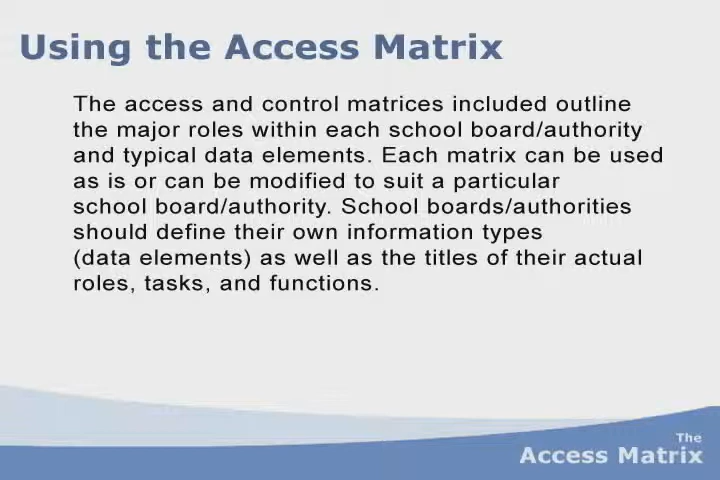 Using the Access Matrix
The access and control matrices included outline
the major roles within each school board/authority
and typical data elements. Each matrix can be used
as is or can be modified to suit a particular
school board/authority. School boards/authorities
should define their own information types
(data elements) as well as the titles of their actual
roles, tasks, and functions.
The
Access Matrix